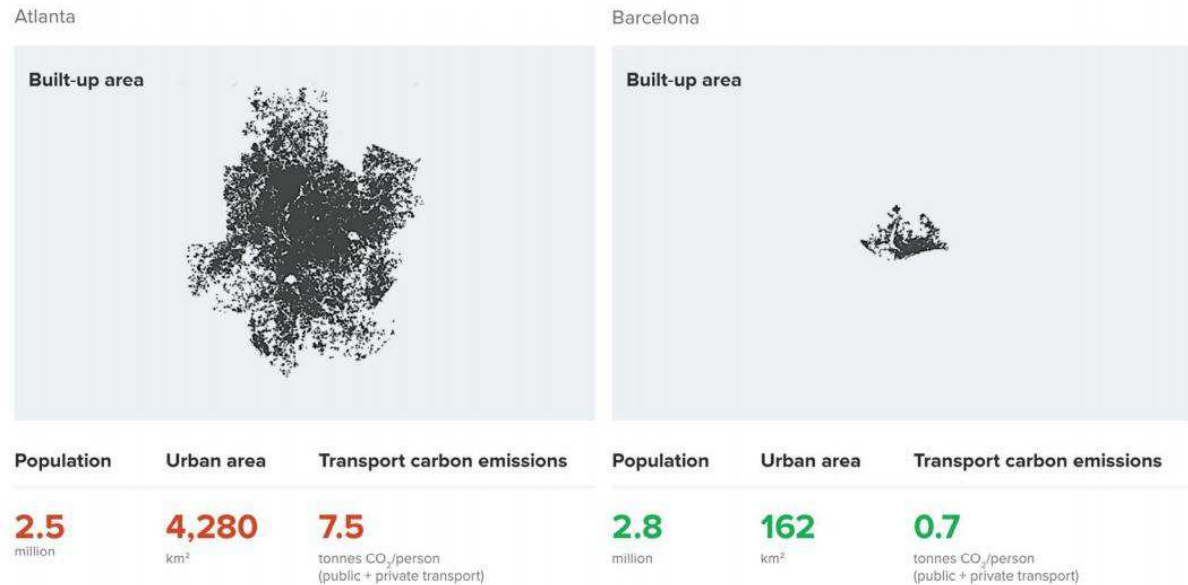 Atlanta
Built-up area
Population Urban area Transport carbon emissions
2.5 4,280 7.5
million km² tonnes CO₂/person
(public + private transport)
Barcelona
Built-up area
Population Urban area Transport carbon emissions
2.8 162 0.7
million km² tonnes CO₂/person
(public + private transport)